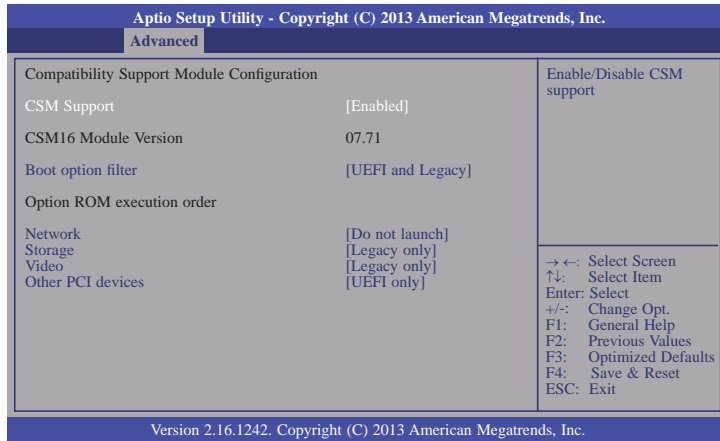 Aptio Setup Utility - Copyright (C) 2013 American Megatrends, Inc.
Advanced
Compatibility Support Module Configuration
CSM Support [Enabled]
CSM16 Module Version 07.71
Boot option filter [UEFI and Legacy]
Option ROM execution order
Network [Do not launch]
Storage [Legacy only]
Video [Legacy only]
Other PCI devices [UEFI only]
Enable/Disable CSM
support
→ ←: Select Screen
↑↓: Select Item
Enter: Select
+/-: Change Opt.
F1: General Help
F2: Previous Values
F3: Optimized Defaults
F4: Save & Reset
ESC: Exit
Version 2.16.1242. Copyright (C) 2013 American Megatrends, Inc.